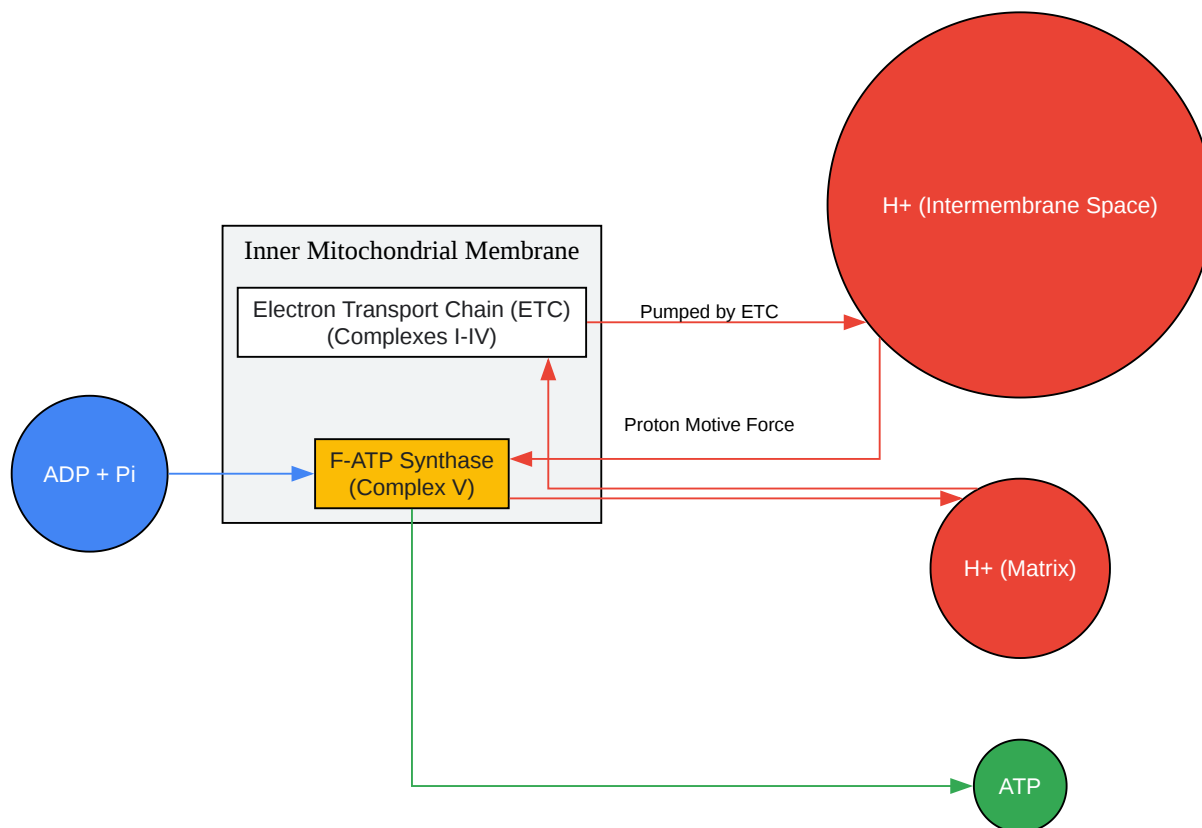 H+ (Intermembrane Space)
Inner Mitochondrial Membrane
Electron Transport Chain (ETC)
(Complexes I-IV)
Pumped by ETC
Proton Motive Force
ADP + Pi
F-ATP Synthase
(Complex V)
H+ (Matrix)
ATP